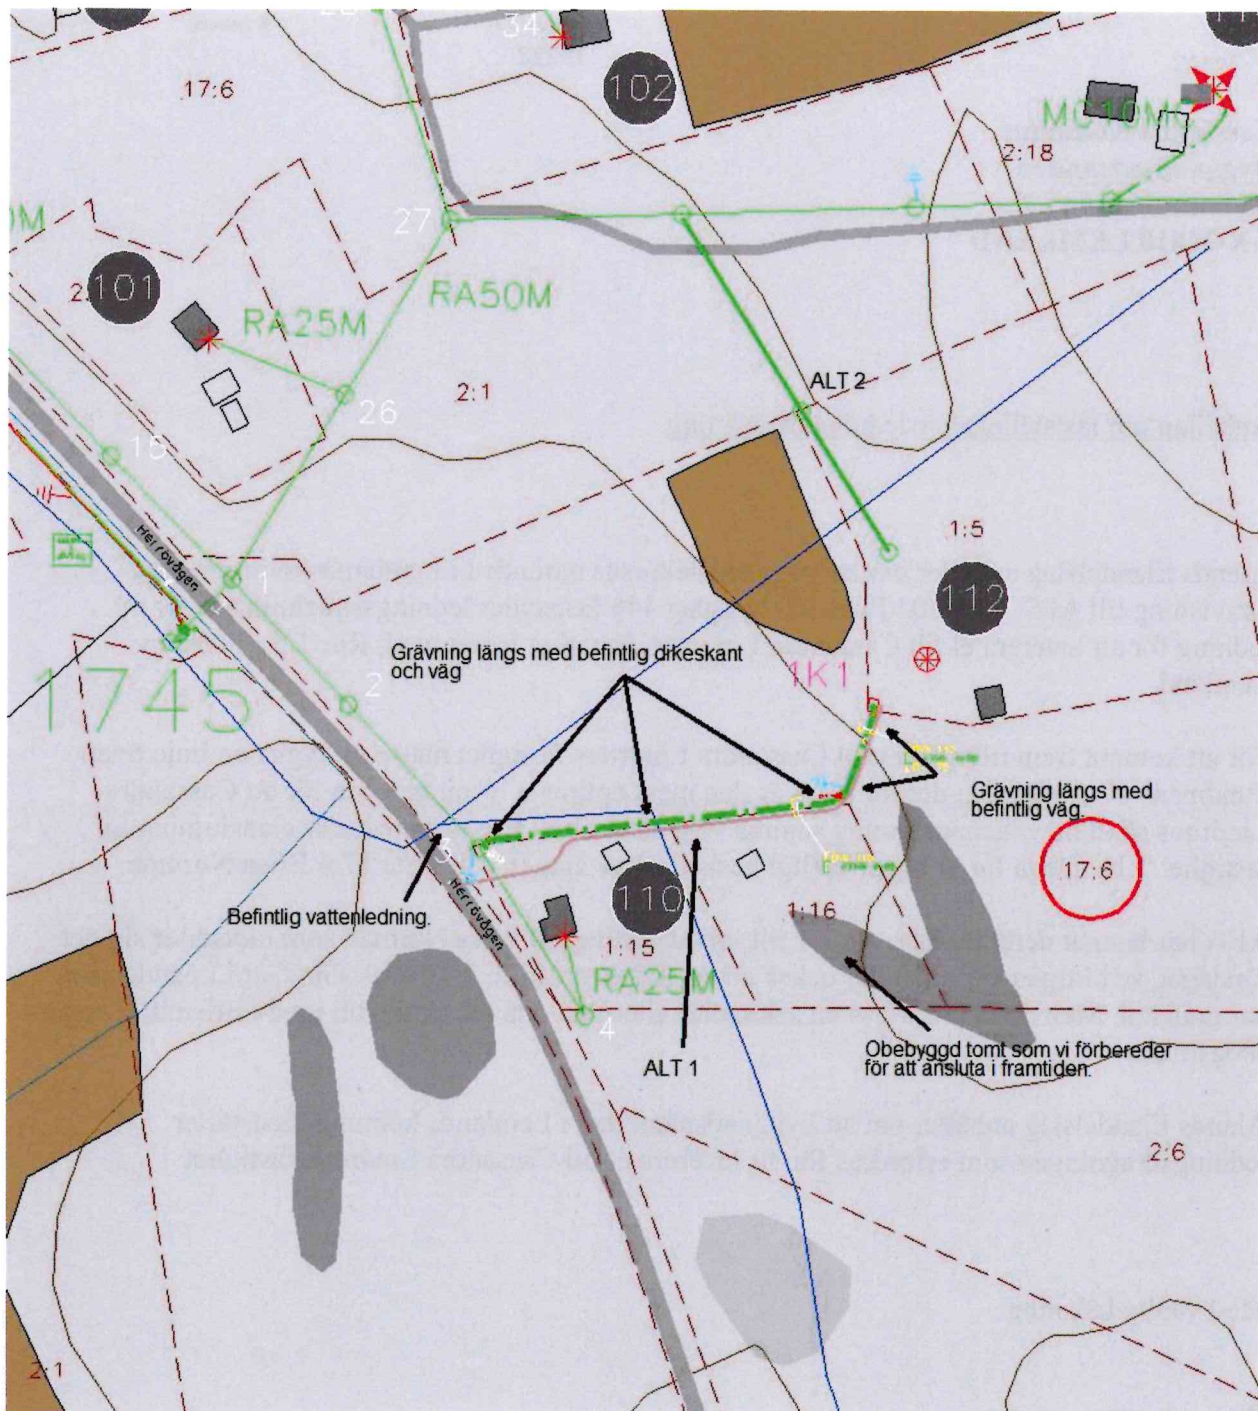 34
102
17:6
MC10MC
2:18
27
101
RA25M
RA50M
ALT 2
2:1
26
15
1:5
Herrövägen
1
112
1745
2
Grävning längs med befintlig dikeskant
och väg
1K1
Grävning längs med
befintlig väg.
3
17:6
Befintlig vattenledning.
Herrövägen
110
1:15
1:16
RA25M
4
ALT 1
Obebyggd tomt som vi förbereder
för att ansluta i framtiden.
2:6
2:1